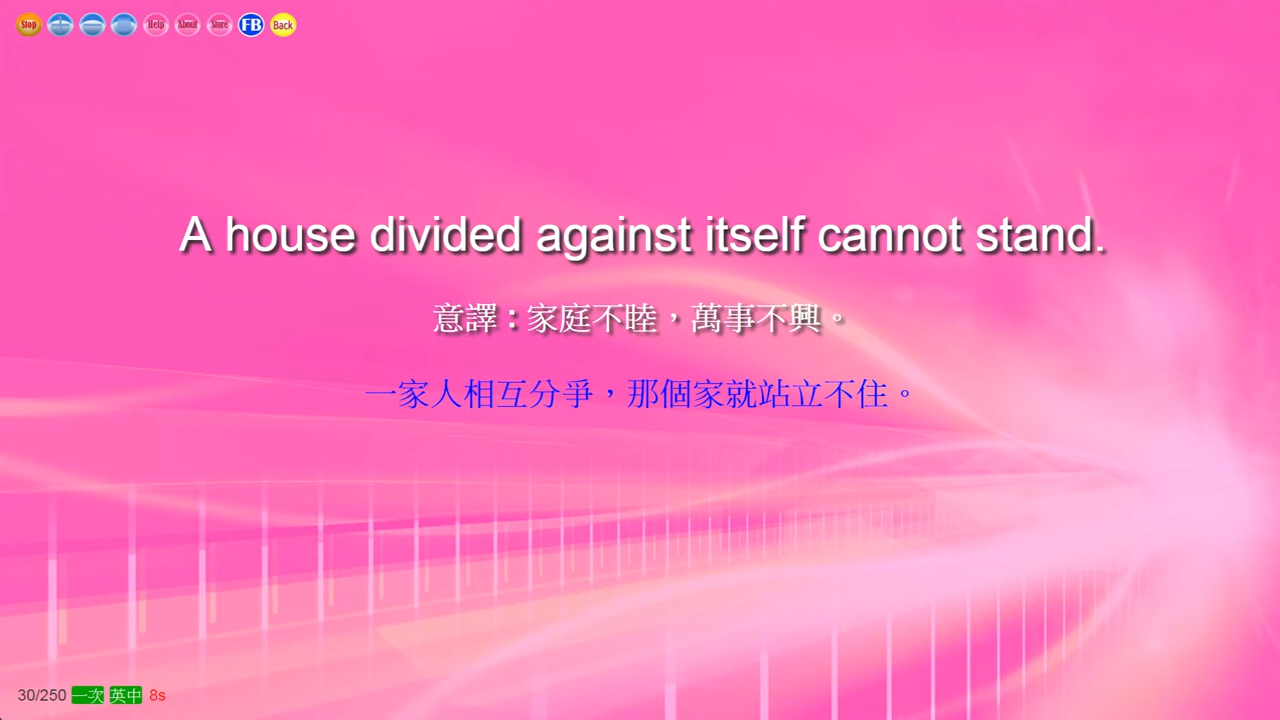 Stop Help About Store FB Back
A house divided against itself cannot stand.
意譯：家庭不睦，萬事不興。
一家人相互分爭，那個家就站立不住。
30/250 一次 英中 8s